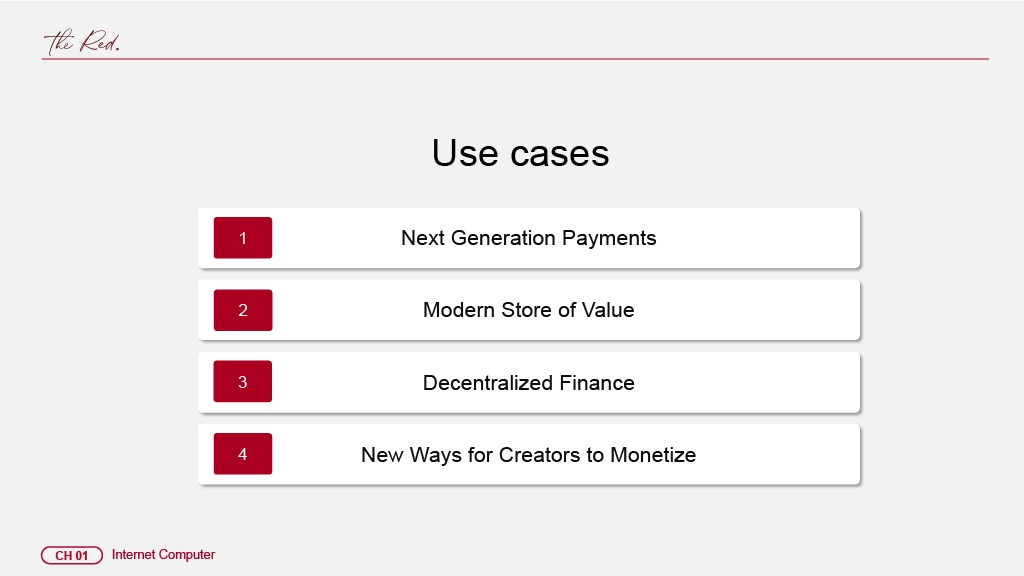 the Red.
Use cases
1 Next Generation Payments
2 Modern Store of Value
3 Decentralized Finance
4 New Ways for Creators to Monetize
CH 01 Internet Computer